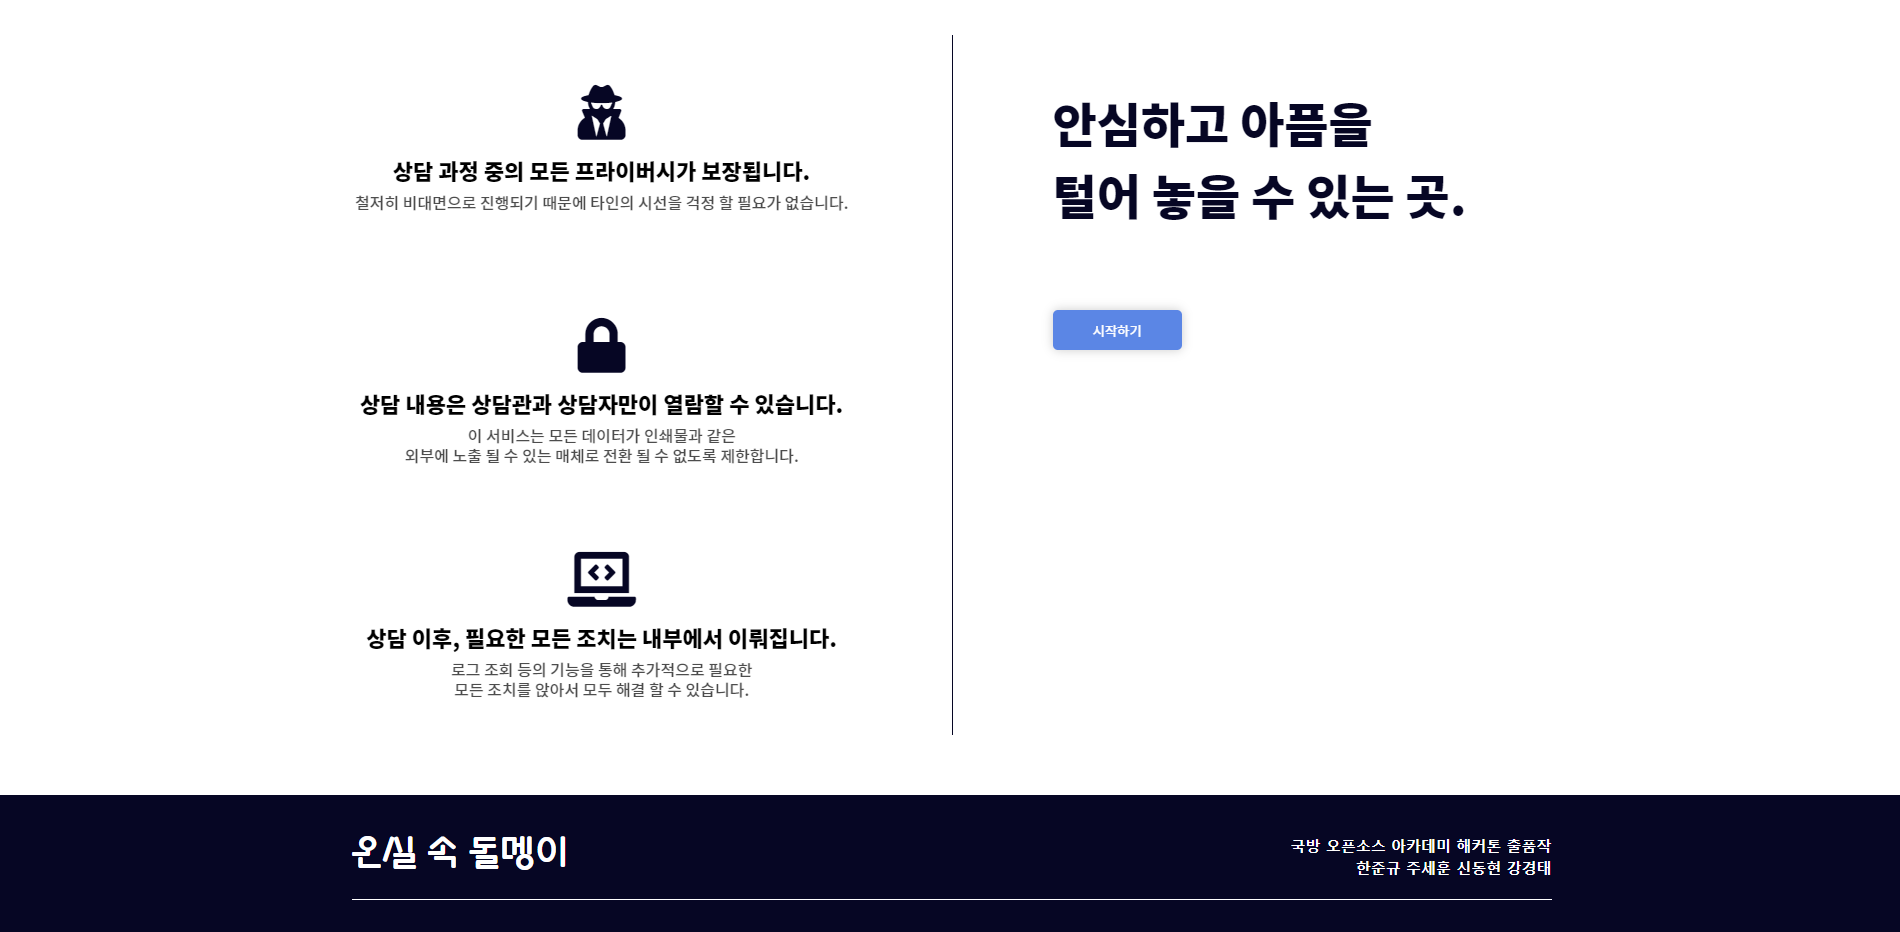 상담 과정 중의 모든 프라이버시가 보장됩니다.
철저히 비대면으로 진행되기 때문에 타인의 시선을 걱정 할 필요가 없습니다.
상담 내용은 상담관과 상담자만이 열람할 수 있습니다.
이 서비스는 모든 데이터가 인쇄물과 같은
외부에 노출 될 수 있는 매체로 전환 될 수 없도록 제한합니다.
상담 이후, 필요한 모든 조치는 내부에서 이뤄집니다.
로그 조회 등의 기능을 통해 추가적으로 필요한
모든 조치를 앉아서 모두 해결 할 수 있습니다.
안심하고 아픔을
털어 놓을 수 있는 곳.
시작하기
온실 속 돌멩이
국방 오픈소스 아카데미 해커톤 출품작
한준규 주세훈 신동현 강경태